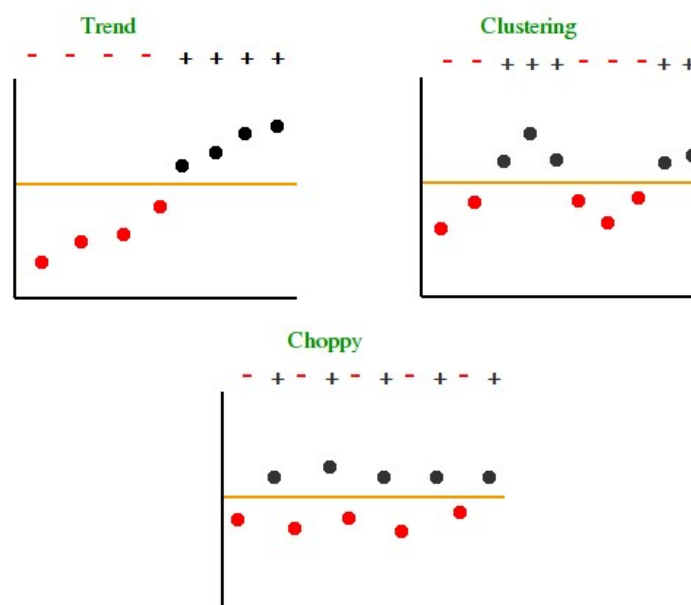 Trend
- - - - + + + +
Clustering
- - + + + - - - + +
Choppy
- + - + - + - + - +